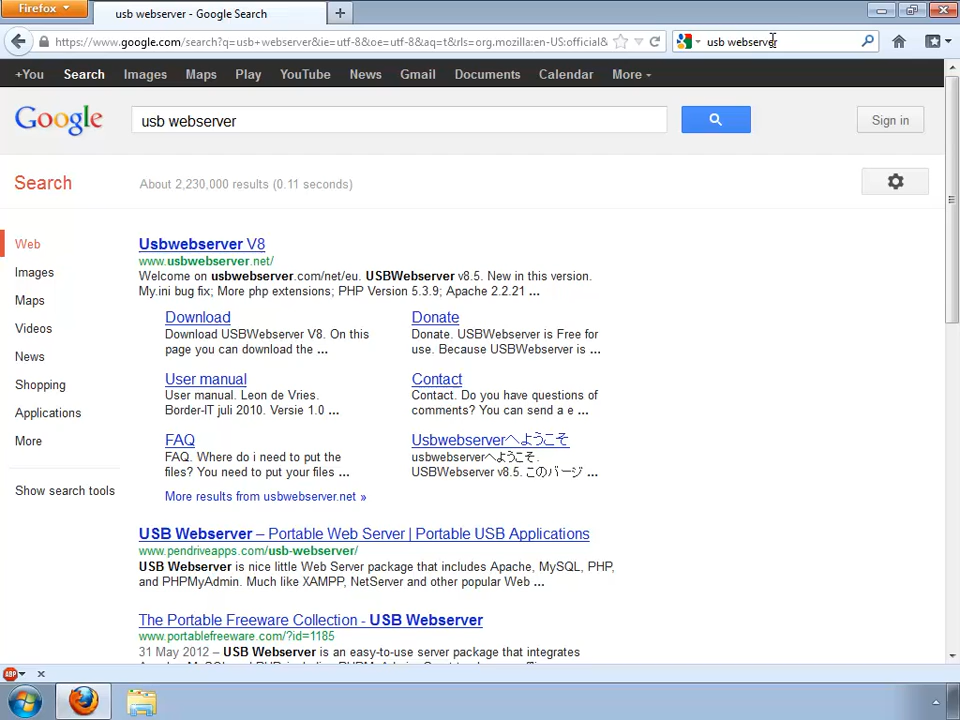 Firefox
usb webserver - Google Search
https://www.google.com/search?q=usb+webserver&ie=utf-8&oe=utf-8&aq=t&rls=org.mozilla:en-US:official&
usb webserver
+You Search Images Maps Play YouTube News Gmail Documents Calendar More
Google
usb webserver
Sign in
Search
About 2,230,000 results (0.11 seconds)
Web
Images
Maps
Videos
News
Shopping
Applications
More
Show search tools
Usbwebserver V8
www.usbwebserver.net/
Welcome on usbwebserver.com/net/eu. USBWebserver v8.5. New in this version.
My.ini bug fix; More php extensions; PHP Version 5.3.9; Apache 2.2.21 ...
Download
Download USBWebserver V8. On this
page you can download the ...
Donate
Donate. USBWebserver is Free for
use. Because USBWebserver is ...
User manual
User manual. Leon de Vries.
Border-IT juli 2010. Versie 1.0 ...
Contact
Contact. Do you have questions of
comments? You can send a e ...
FAQ
FAQ. Where do i need to put the
files? You need to put your files ...
Usbwebserverへようこそ
usbwebserverへようこそ.
USBWebserver v8.5. このバージ ...
More results from usbwebserver.net »
USB Webserver – Portable Web Server | Portable USB Applications
www.pendriveapps.com/usb-webserver/
USB Webserver is nice little Web Server package that includes Apache, MySQL, PHP,
and PHPMyAdmin. Much like XAMPP, NetServer and other popular Web ...
The Portable Freeware Collection - USB Webserver
www.portablefreeware.com/?id=1185
31 May 2012 – USB Webserver is an easy-to-use server package that integrates
ABP